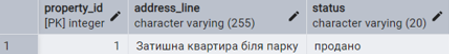 property_id address_line status
[PK] integer character varying (255) character varying (20)
1 1 Затишна квартира біля парку продано